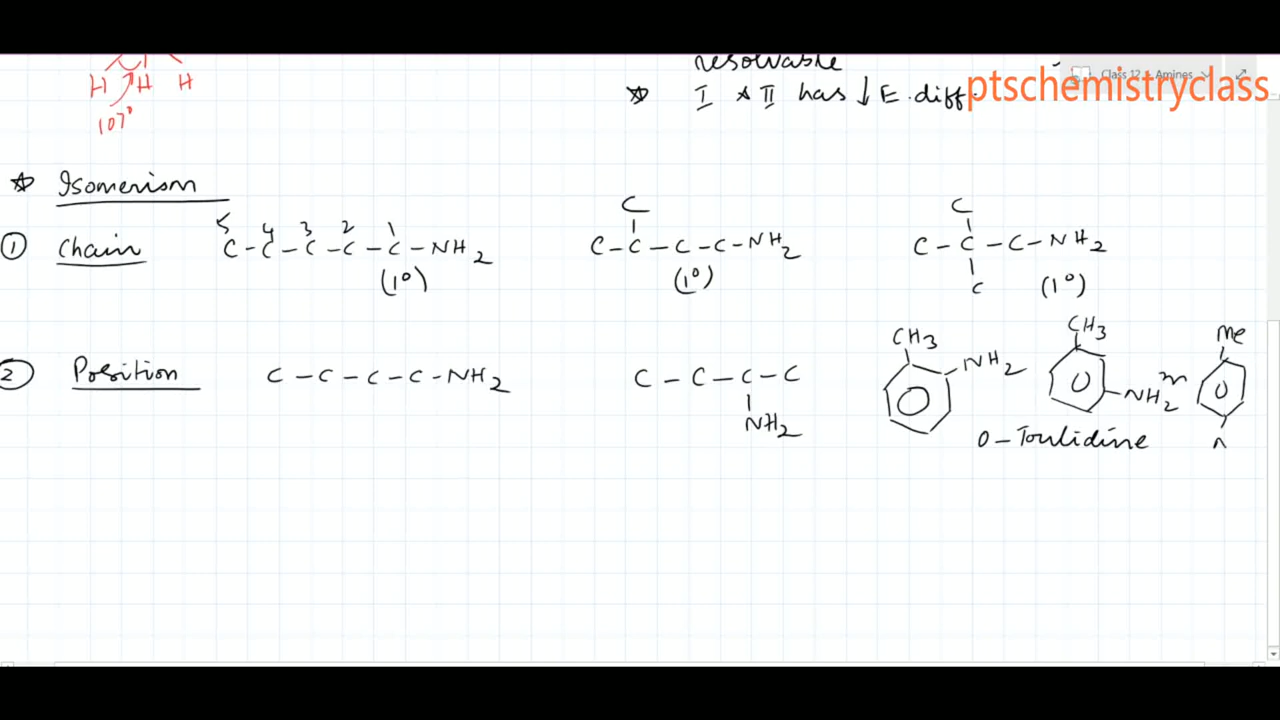 resolvable
☆ I & II has ↓ E. diff
Class 12 - Amines
ptschemistryclass
H H H
107°
☆ Isomerism
① Chain
5 4 3 2 1
C-C-C-C-C-NH2
(1°)
C
C-C-C-C-NH2
(1°)
C
C-C-C-NH2
C
(1°)
② Position
C-C-C-C-NH2
C-C-C-C
NH2
CH3
NH2
CH3
NH2
m
Me
O-Toulidine